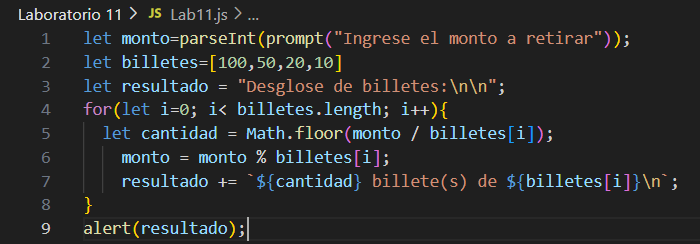 Laboratorio 11 > JS Lab11.js > ...
1 let monto=parseInt(prompt("Ingrese el monto a retirar"));
2 let billetes=[100,50,20,10]
3 let resultado = "Desglose de billetes:\n\n";
4 for(let i=0; i< billetes.length; i++){
5   let cantidad = Math.floor(monto / billetes[i]);
6     monto = monto % billetes[i];
7     resultado += `${cantidad} billete(s) de ${billetes[i]}\n`;
8 }
9 alert(resultado);